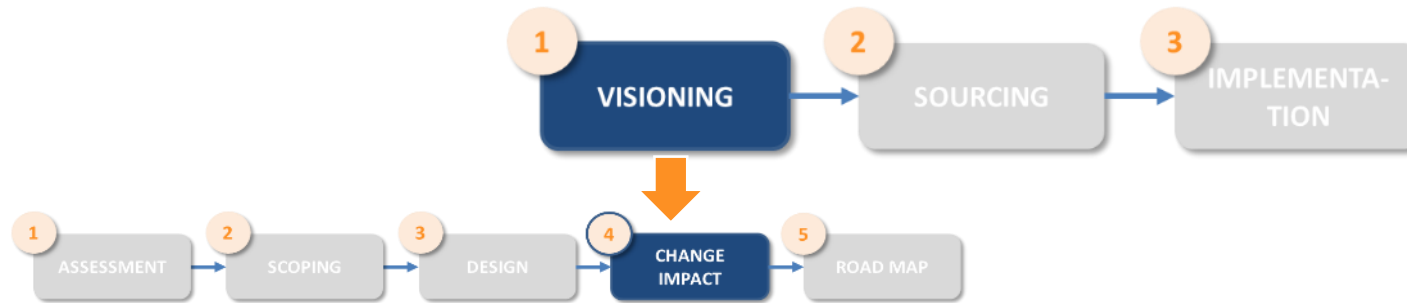 1
VISIONING
2
SOURCING
3
IMPLEMENTA-
TION
1
ASSESSMENT
2
SCOPING
3
DESIGN
4
CHANGE
IMPACT
5
ROAD MAP